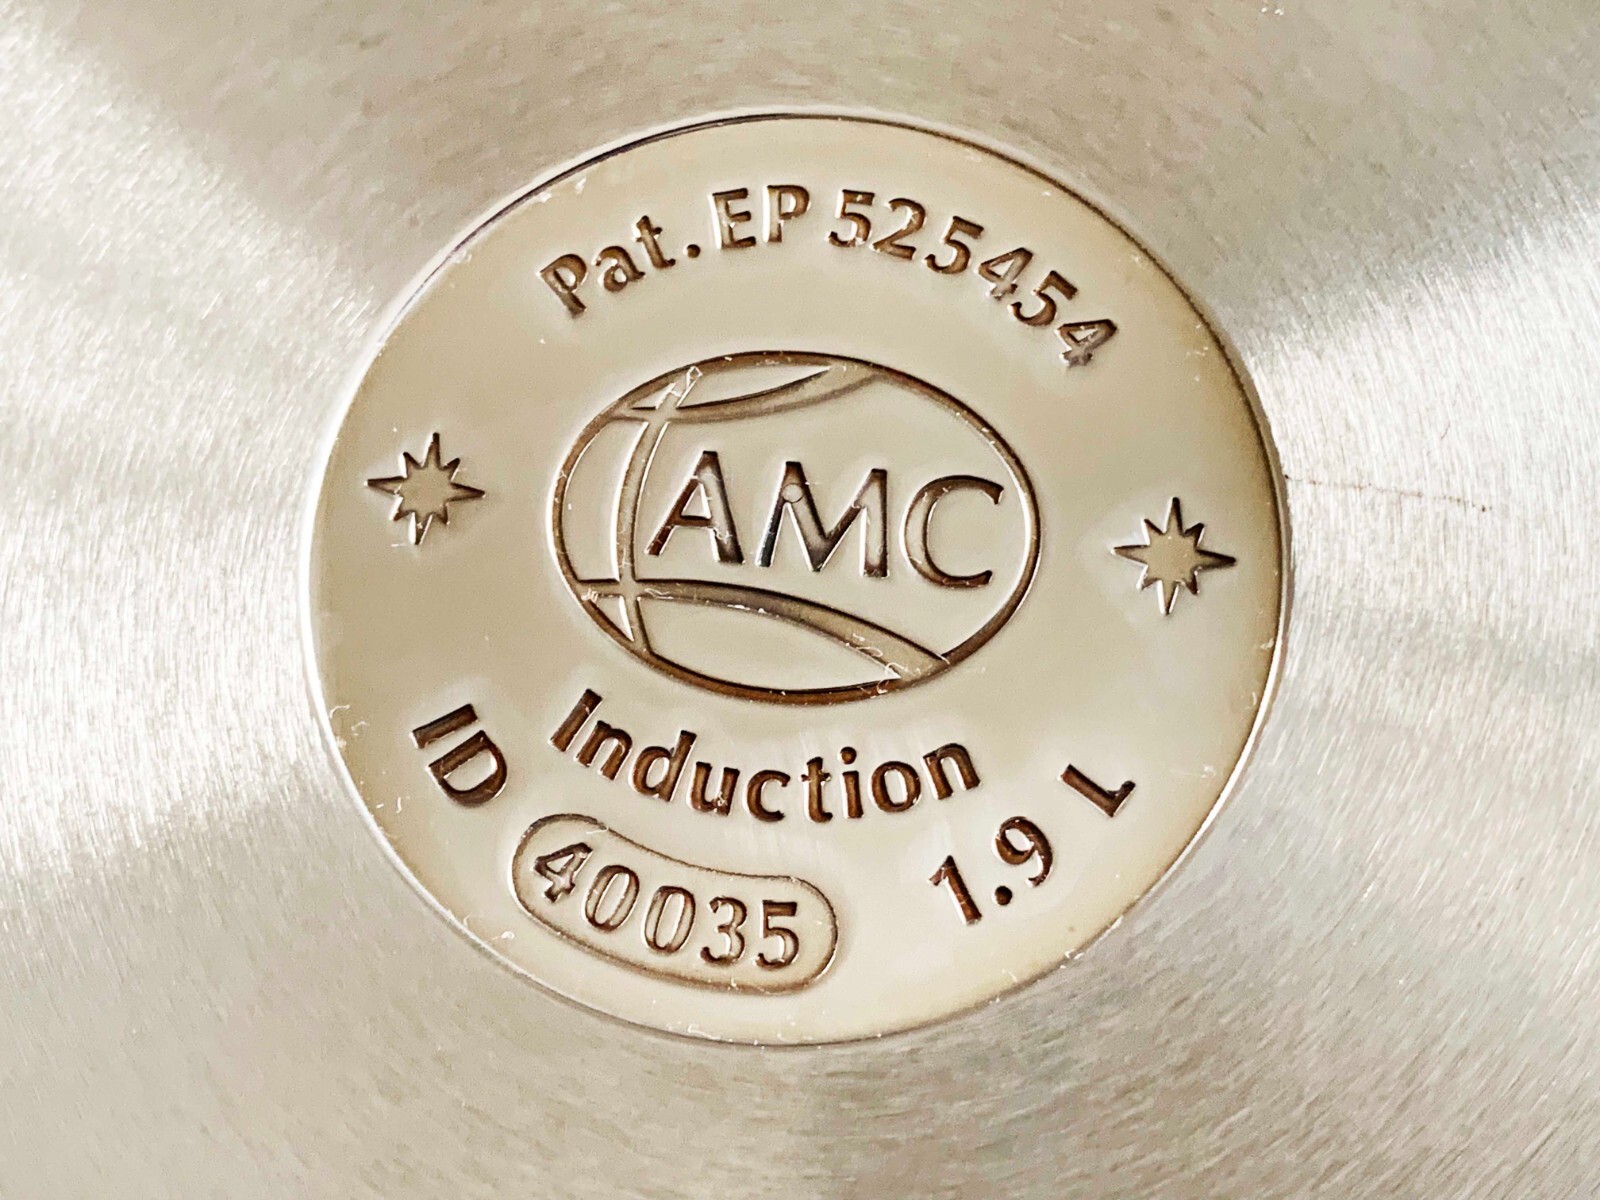 Pat. EP 525454
AMC
Induction
ID 40035 1.9 L